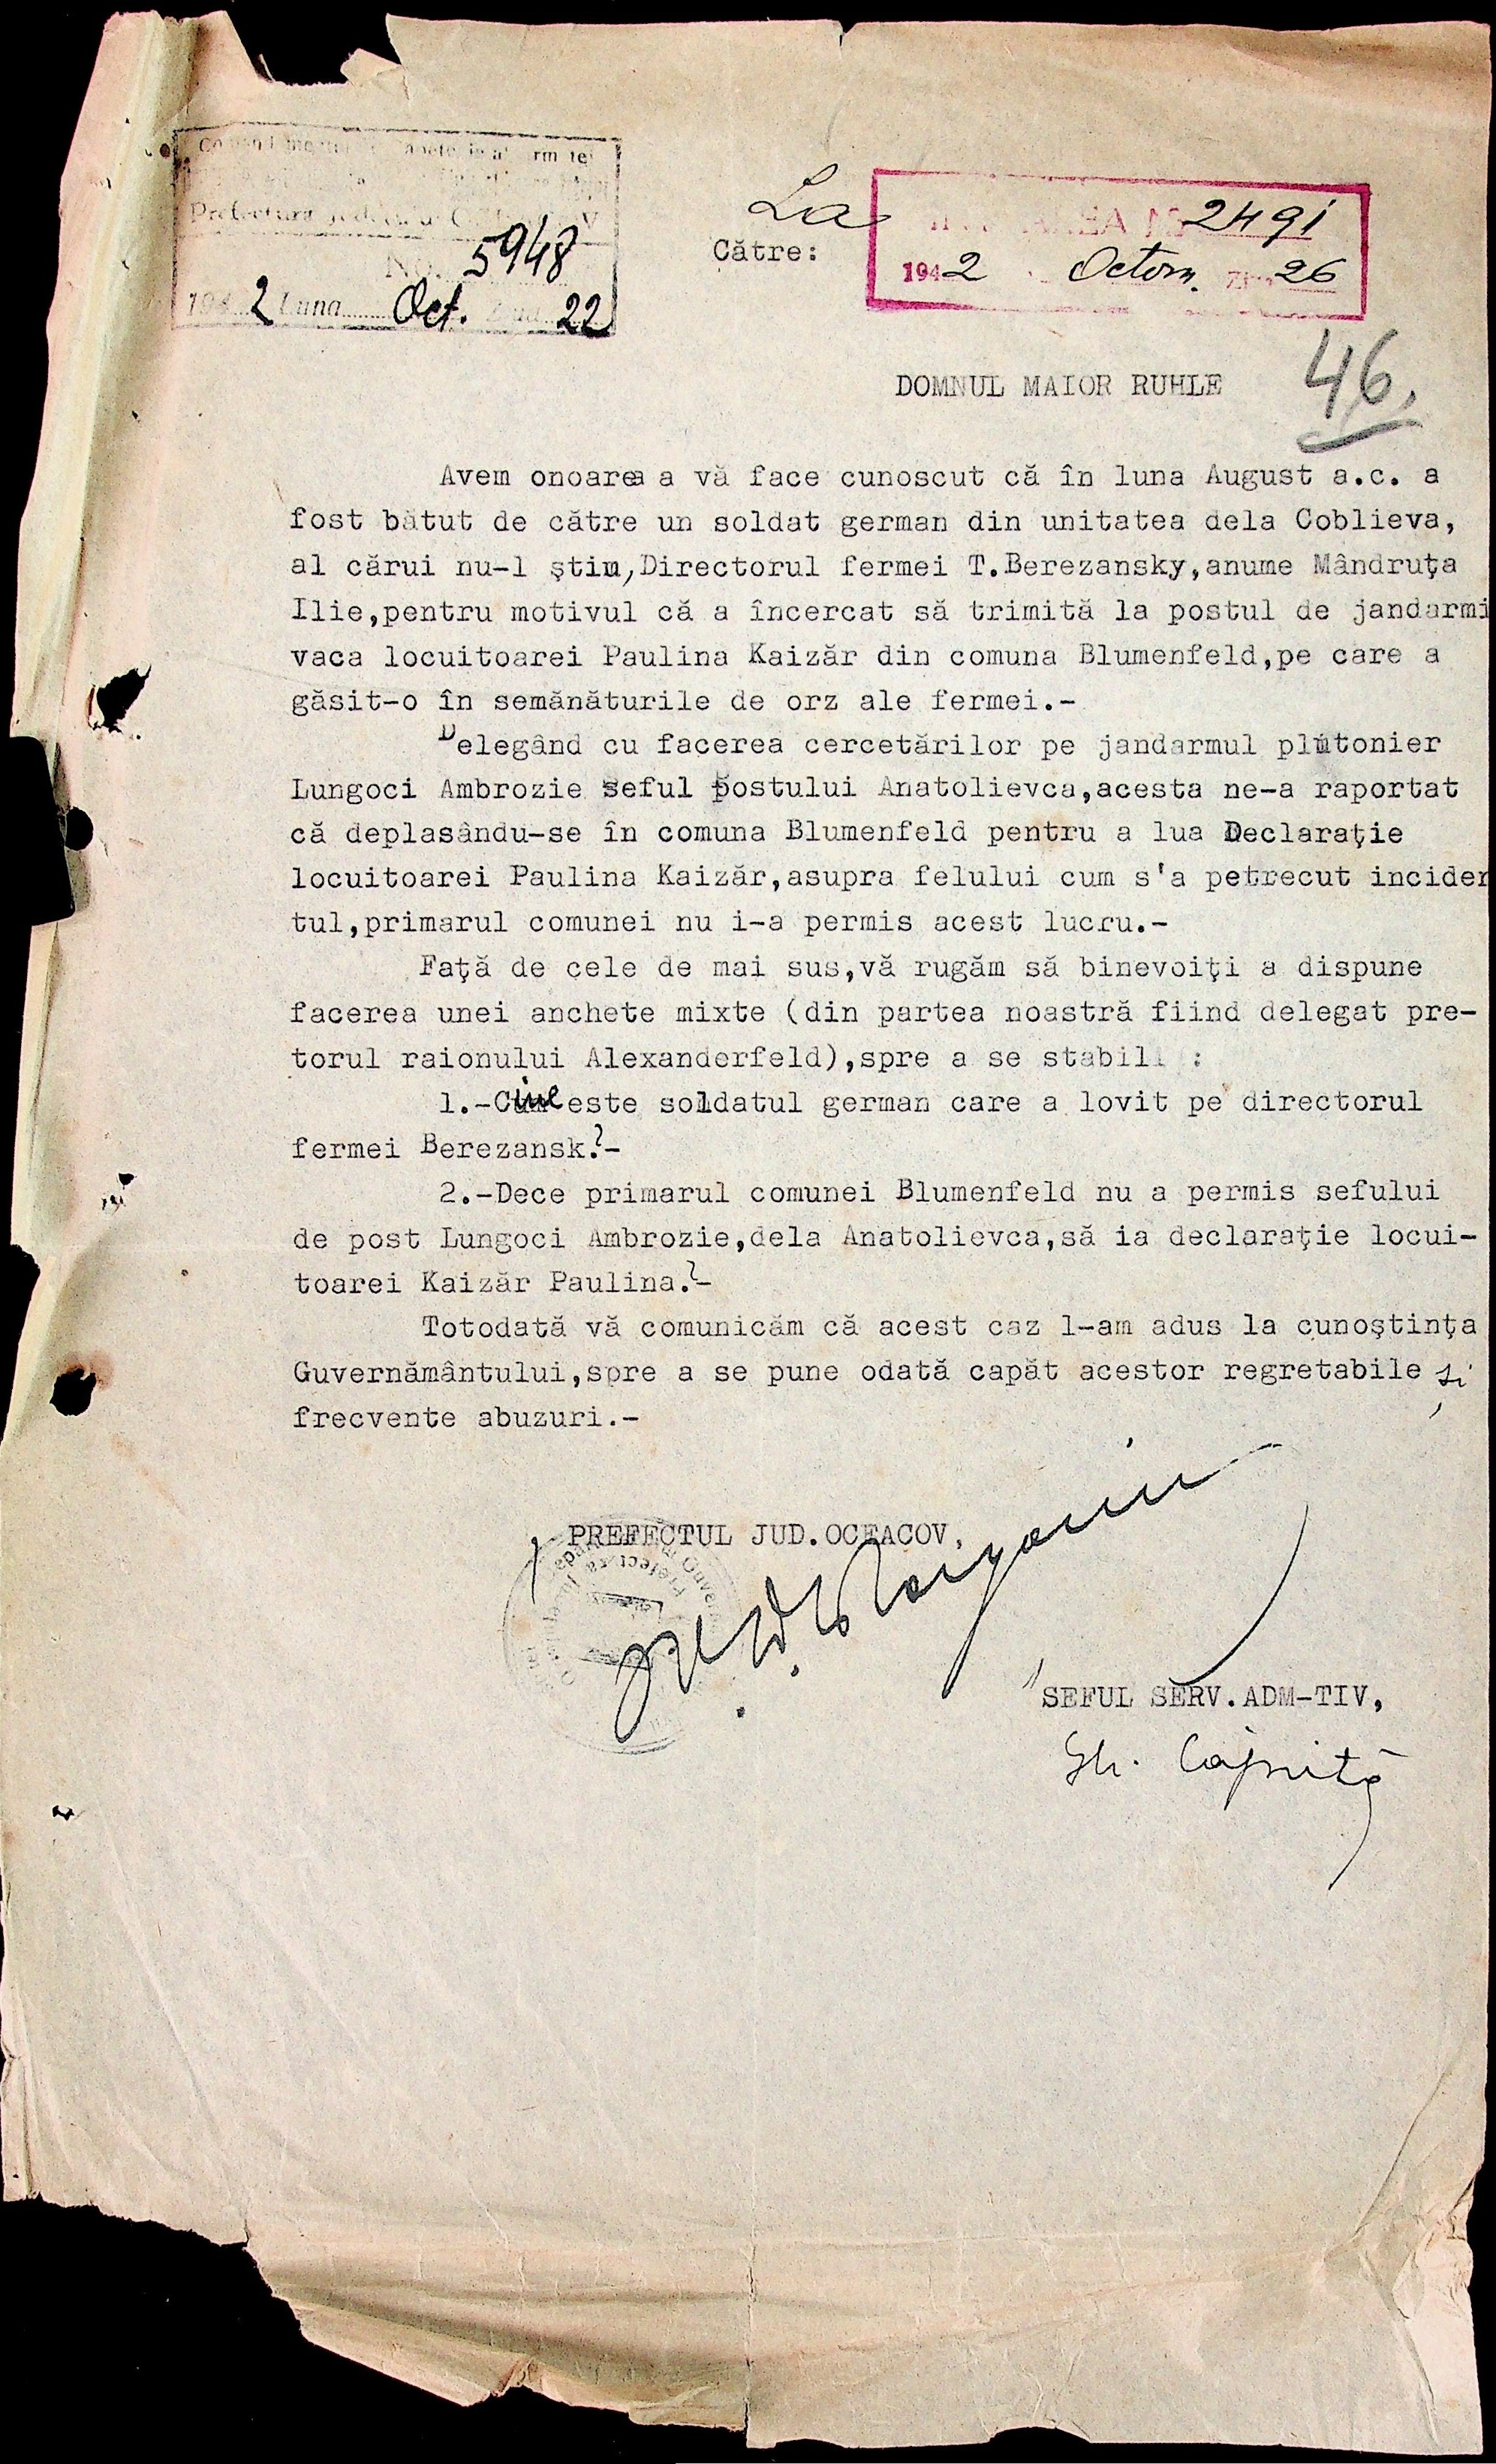 Prefectura
No. 5948
1942 Luna Oct. Ziua 22
La No 2491
1942 Octom. Ziua 26
Către:
DOMNUL MAIOR RUHLE
46.
Avem onoarea a vă face cunoscut că în luna August a.c. a
fost bătut de către un soldat german din unitatea dela Coblieva,
al cărui nu-l ştim, Directorul fermei T.Berezansky,anume Mândruţa
Ilie,pentru motivul că a încercat să trimită la postul de jandarmi
vaca locuitoarei Paulina Kaizăr din comuna Blumenfeld,pe care a
găsit-o în semănăturile de orz ale fermei.-
Delegând cu facerea cercetărilor pe jandarmul plutonier
Lungoci Ambrozie seful postului Anatolievca,acesta ne-a raportat
că deplasându-se în comuna Blumenfeld pentru a lua Declaraţie
locuitoarei Paulina Kaizăr,asupra felului cum s'a petrecut inciden
tul,primarul comunei nu i-a permis acest lucru.-
Faţă de cele de mai sus,vă rugăm să binevoiţi a dispune
facerea unei anchete mixte (din partea noastră fiind delegat pre-
torul raionului Alexanderfeld),spre a se stabili :
1.-Cine este soldatul german care a lovit pe directorul
fermei Berezansk.?-
2.-Dece primarul comunei Blumenfeld nu a permis sefului
de post Lungoci Ambrozie,dela Anatolievca,să ia declaraţie locui-
toarei Kaizăr Paulina.?-
Totodată vă comunicăm că acest caz l-am adus la cunoştinţa
Guvernământului,spre a se pune odată capăt acestor regretabile şi
frecvente abuzuri.-
PREFECTUL JUD.OCEACOV,
Prefectura
SEFUL SERV.ADM-TIV,
Gh.